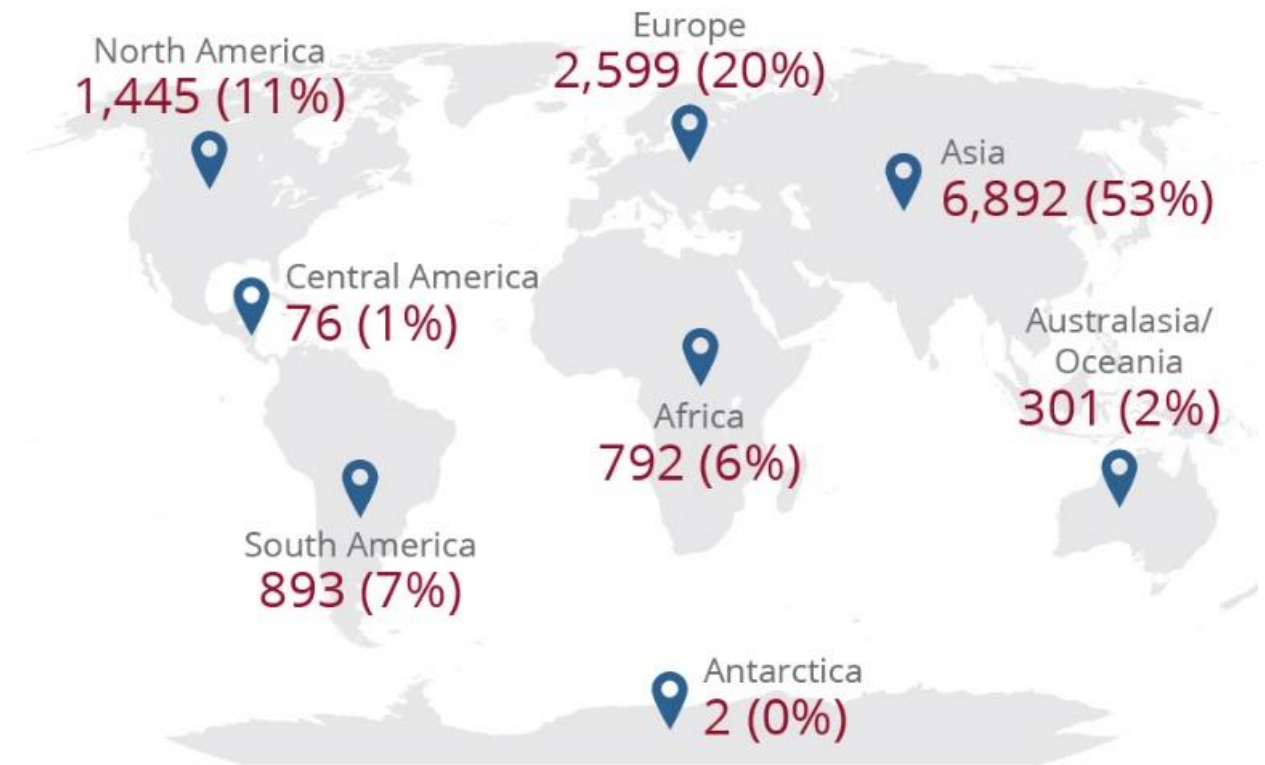 Europe
2,599 (20%)
North America
1,445 (11%)
Asia
6,892 (53%)
Central America
76 (1%)
Australasia/
Oceania
301 (2%)
Africa
792 (6%)
South America
893 (7%)
Antarctica
2 (0%)